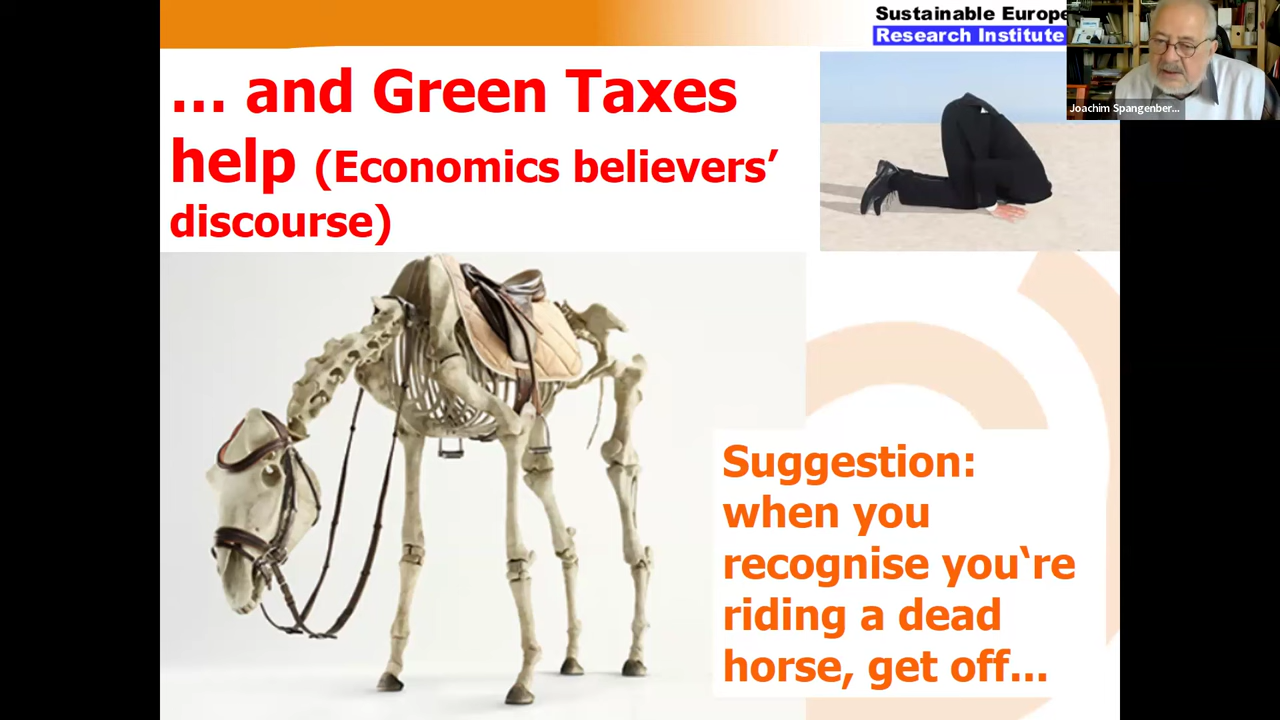 Sustainable Europe
Research Institute
Joachim Spangenber...
... and Green Taxes
help (Economics believers’
discourse)
Suggestion:
when you
recognise you‘re
riding a dead
horse, get off...